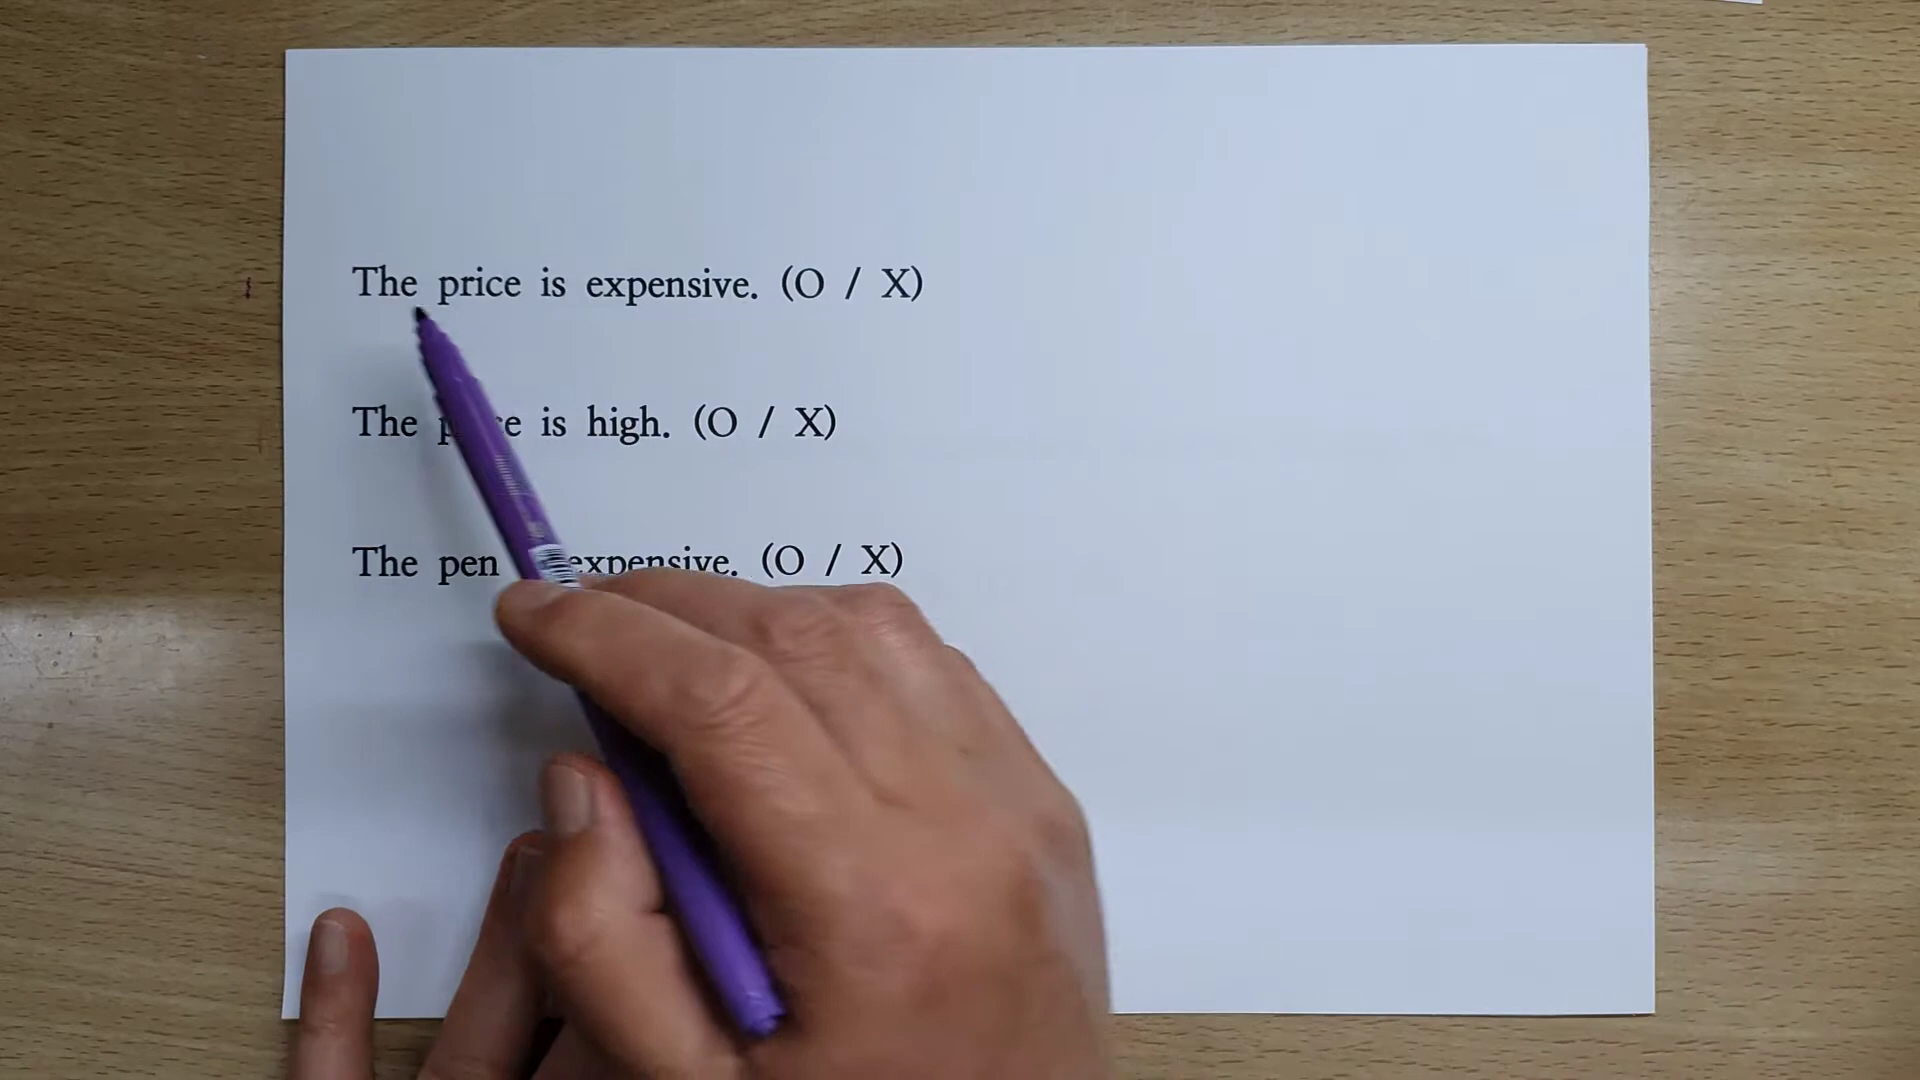 The price is expensive. (O / X)
The is high. (O / X)
The pen expensive. (O / X)